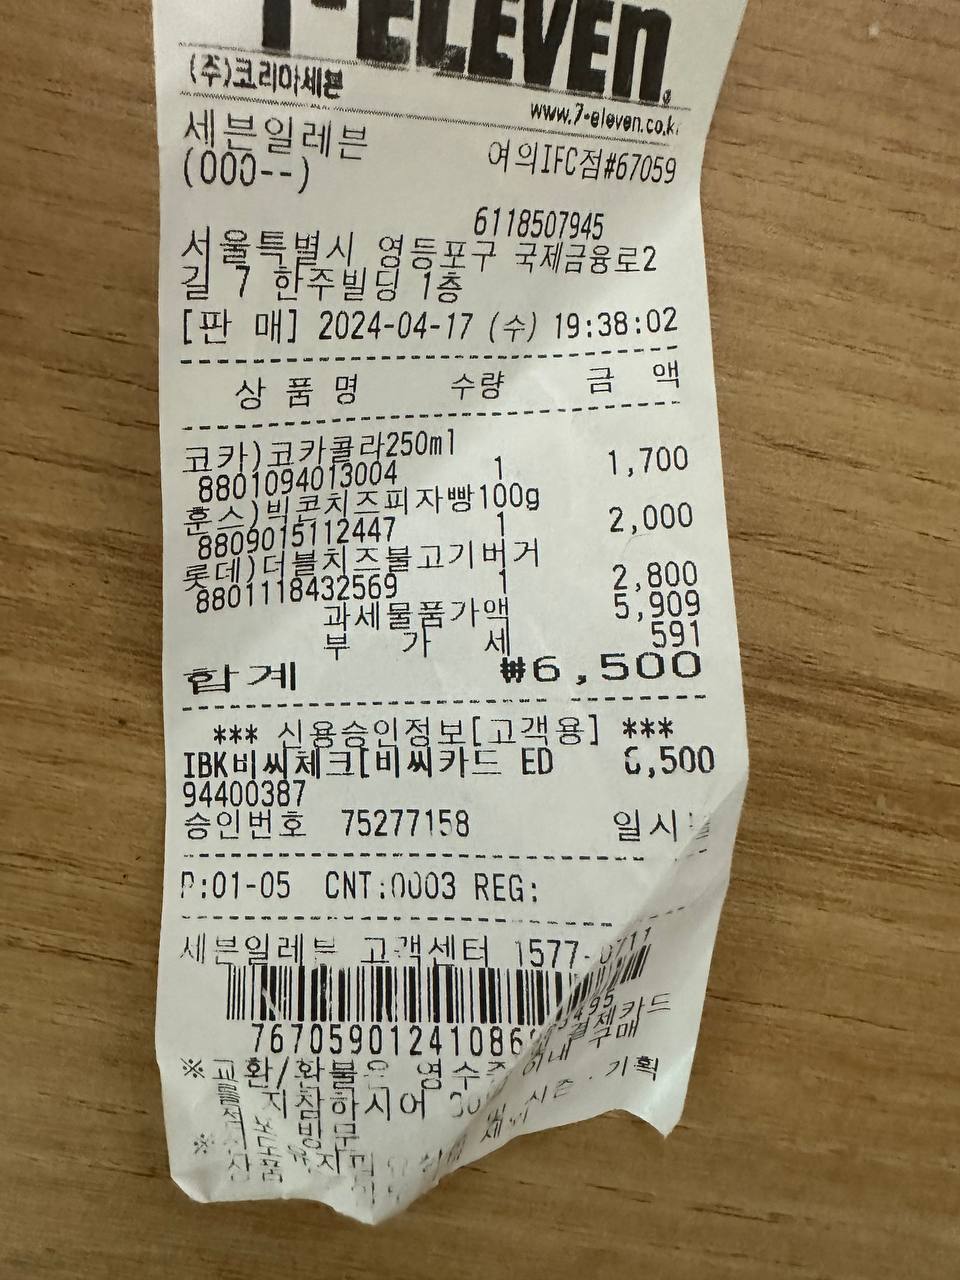 7-ELEVEn
(주)코리아세븐
www.7-eleven.co.kr
세븐일레븐 여의IFC점#67059
(000--)
6118507945
서울특별시 영등포구 국제금융로2
길 7 한주빌딩 1층
[판 매] 2024-04-17 (수) 19:38:02
상 품 명 수량 금 액
코카)코카콜라250ml
8801094013004 1 1,700
훈스)빅콘치즈피자빵100g
8809015112447 1 2,000
롯데)더블치즈불고기버거
8801118432569 1 2,800
과세물품가액 5,909
부 가 세 591
합계 ₩6,500
*** 신용승인정보[고객용] ***
IBK비씨체크[비씨카드 ED 6,500
94400387
승인번호 75277158
P:01-05 CNT:0003 REG:
세븐일레븐 고객센터 1577-0711
※교환/환불은 결제카드
지참하시어 구매
방문